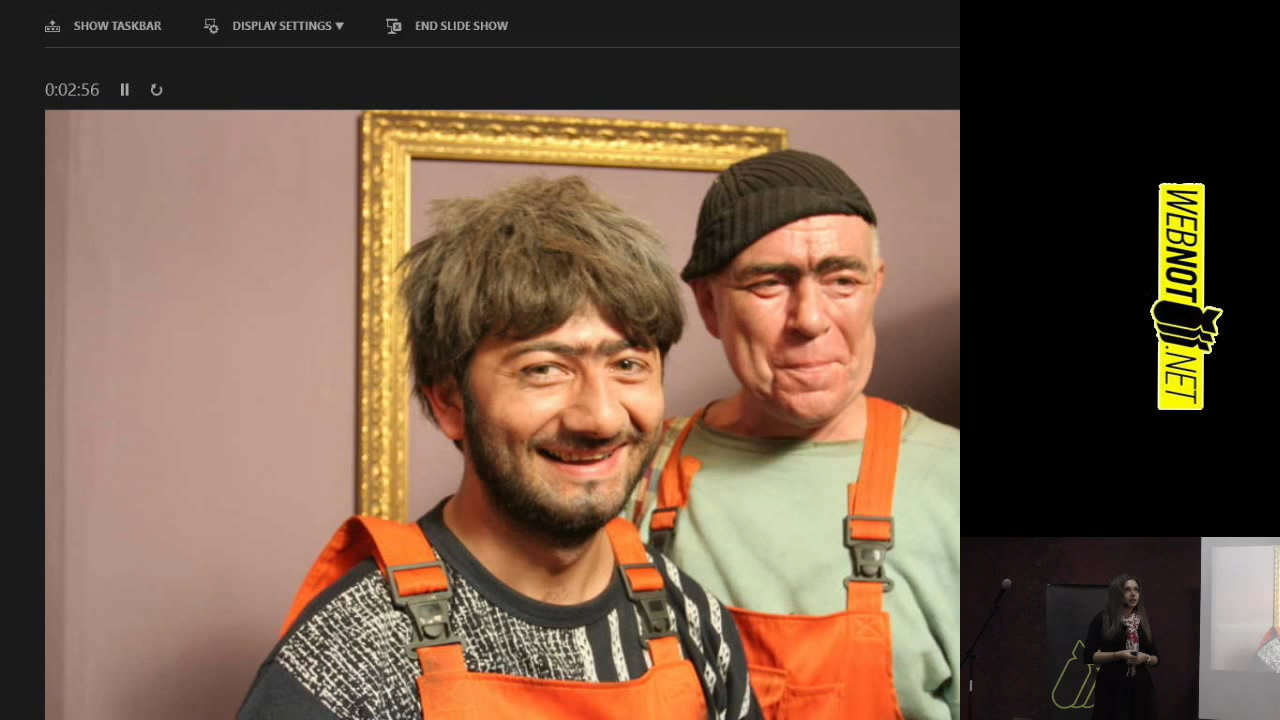 SHOW TASKBAR
DISPLAY SETTINGS ▼
END SLIDE SHOW
0:02:56
WEBNOT
.NET